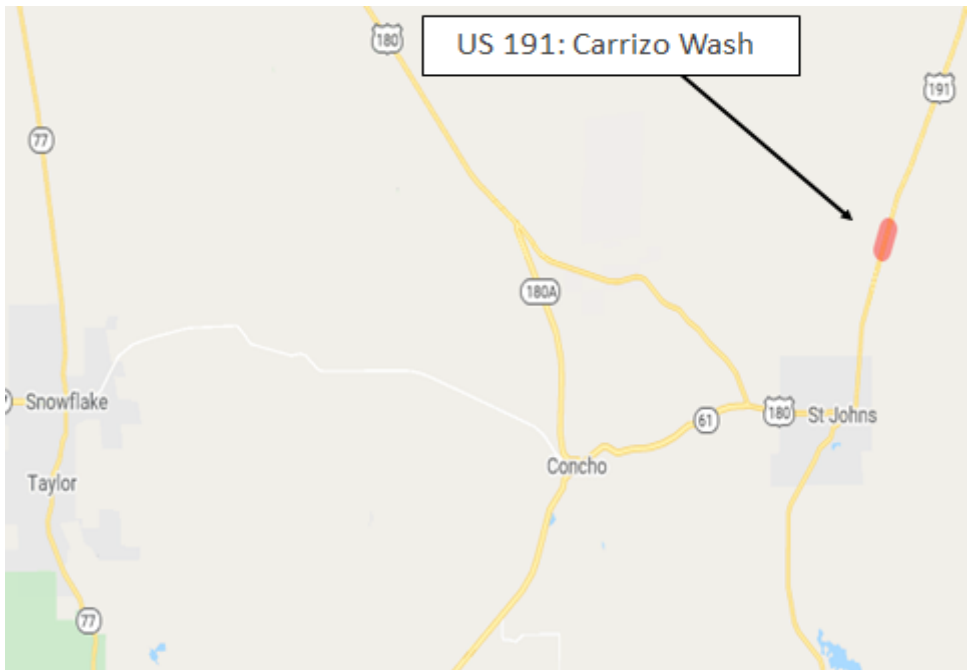 180
US 191: Carrizo Wash
191
77
180A
Snowflake
61
180
St Johns
Concho
Taylor
77